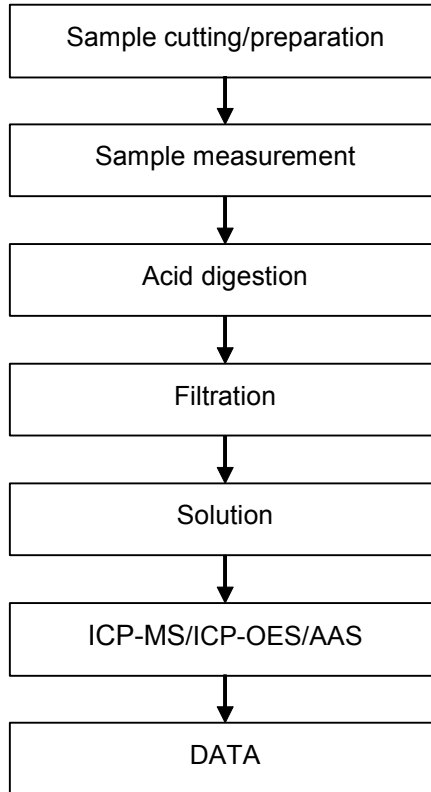 Sample cutting/preparation
Sample measurement
Acid digestion
Filtration
Solution
ICP-MS/ICP-OES/AAS
DATA